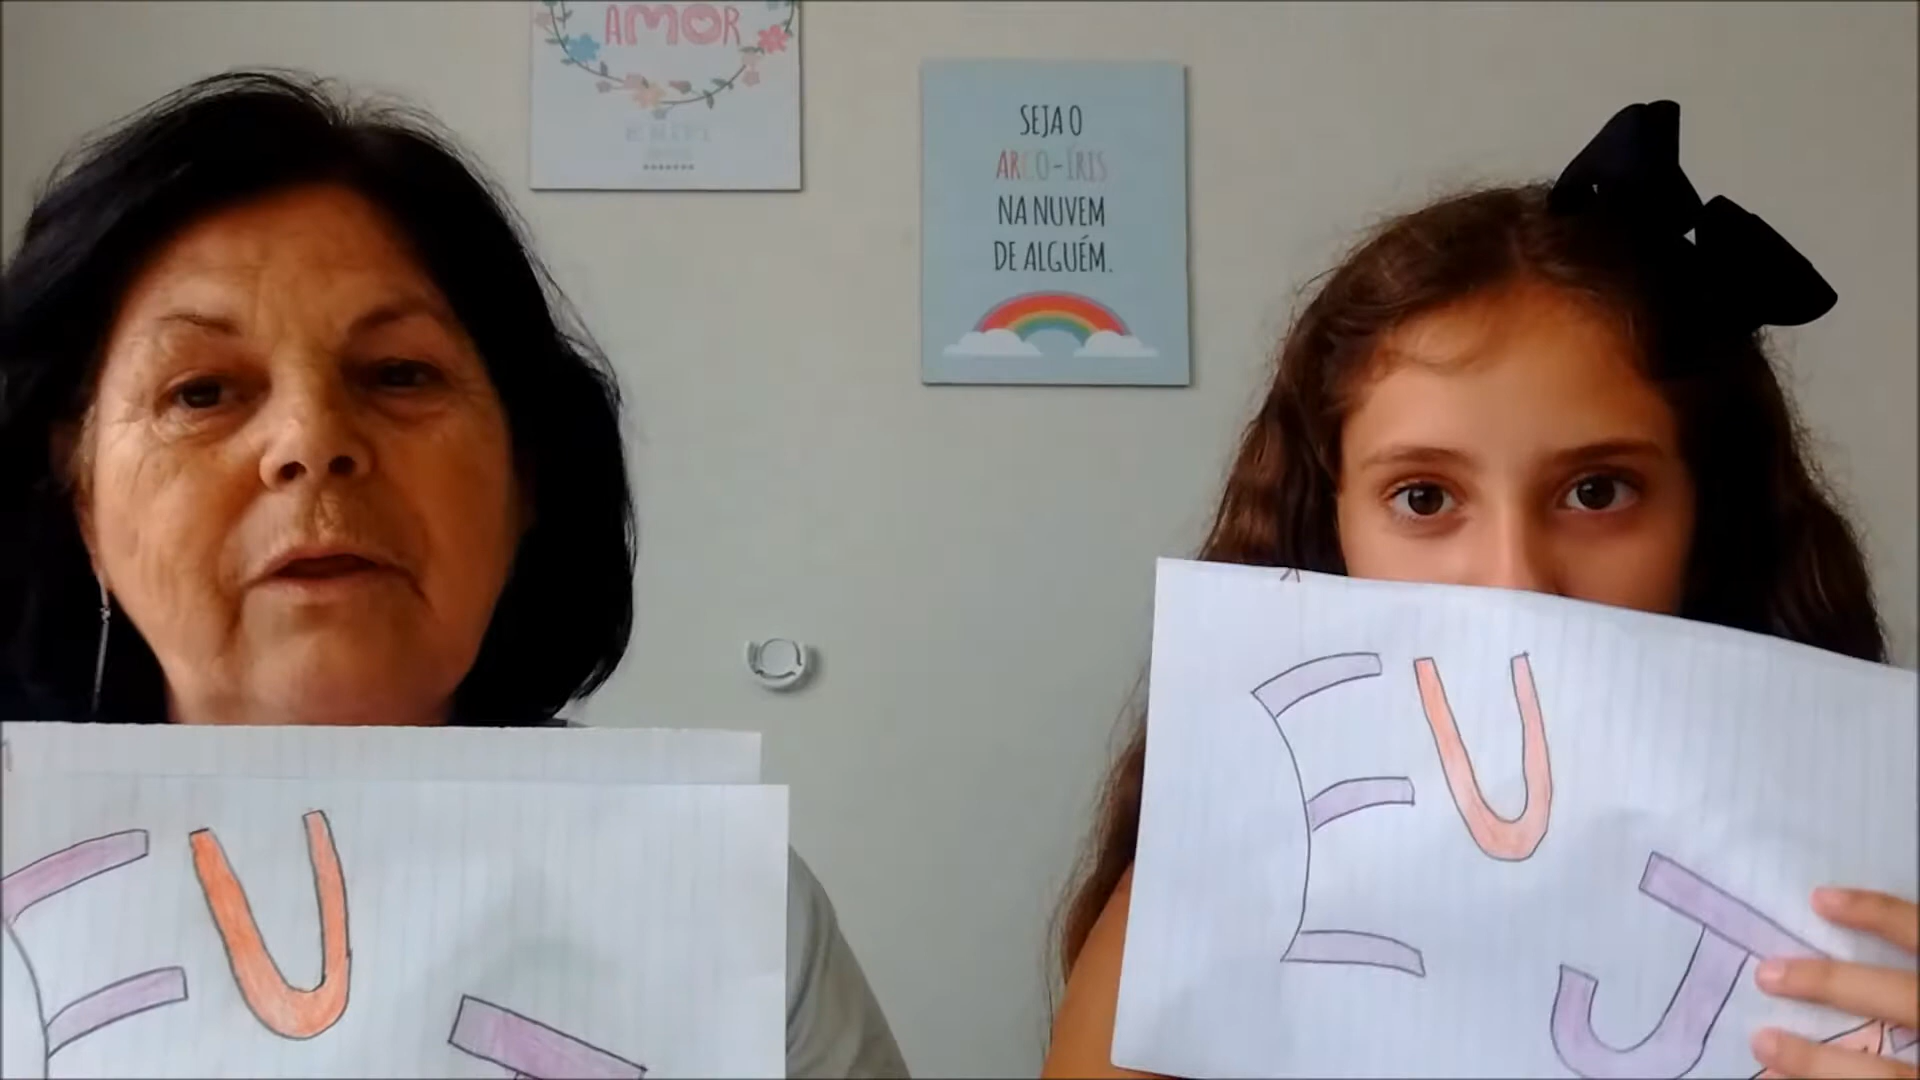 AMOR
SEJA O
ARCO-ÍRIS
NA NUVEM
DE ALGUÉM.
EU
J
EU
J